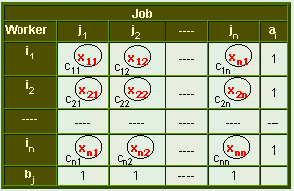 Job
Worker j1 j2 ---- jn ai
i1 x11 x12 ---- xn1 1
c11 c12 c1n
i2 x21 x22 ---- x2n 1
c21 c22 c2n
---- ---- ---- ---- ---- ---
in xn1 xn2 ---- xnn 1
cn1 cn2 cnn
bj 1 1 ---- 1